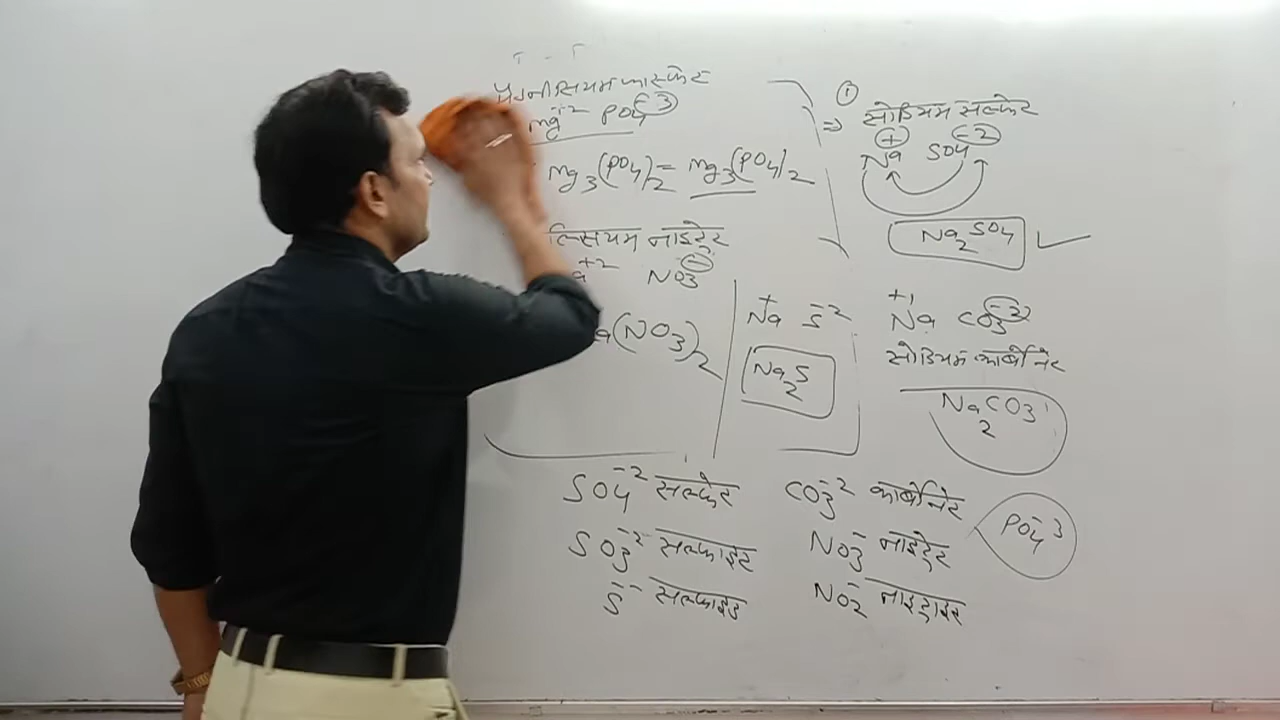 मैग्नीसियम फास्फेट
Mg+2 PO4-3
Mg3(PO4)2 = Mg3(PO4)2
ल्सियम नाइट्रेट
a+2 NO3-
a(NO3)2
Na+ S-2
Na2S
①
⇒ सोडियम सल्फेट
Na+ SO4-2
Na2SO4
Na+1 CO3-2
सोडियम कार्बोनेट
Na2CO3
SO4-2 सल्फेट
SO3-2 सल्फाइट
S-- सल्फाइड
CO3-2 कार्बोनेट
NO3- नाइट्रेट
NO2- नाइट्राइट
PO4-3